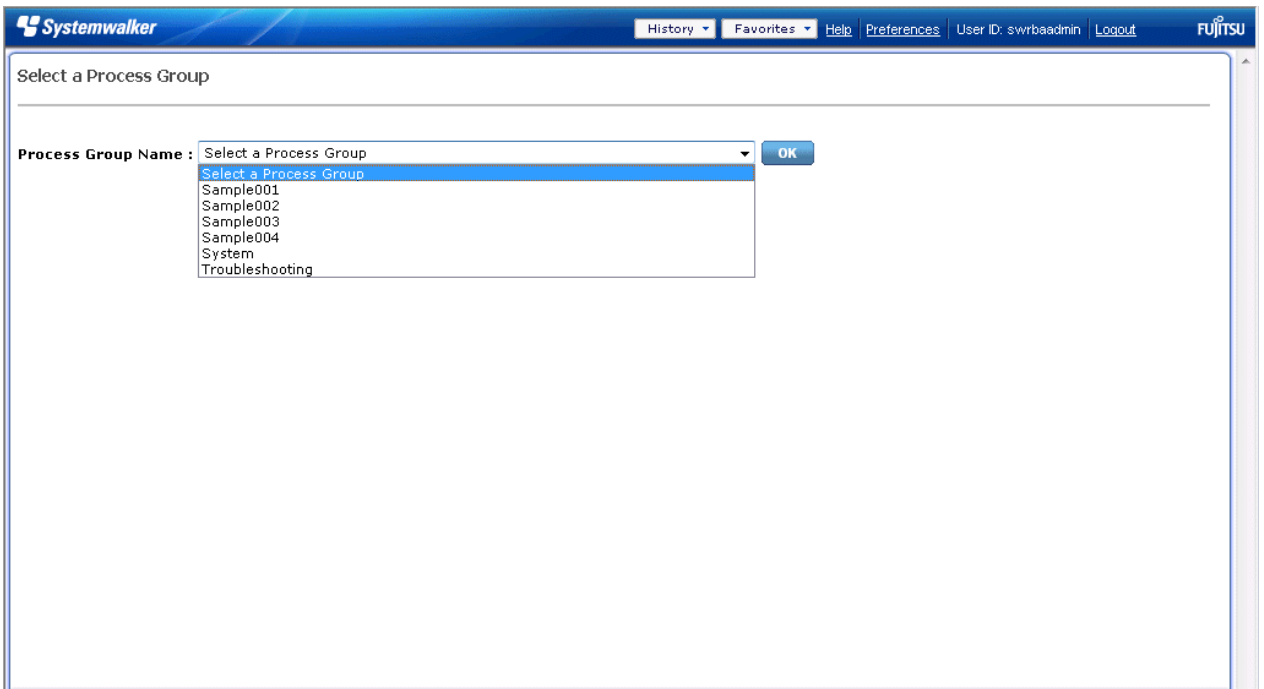 Systemwalker History Favorites Help Preferences User ID: swrbaadmin Logout FUJITSU
Select a Process Group
Process Group Name : Select a Process Group OK
Select a Process Group
Sample001
Sample002
Sample003
Sample004
System
Troubleshooting